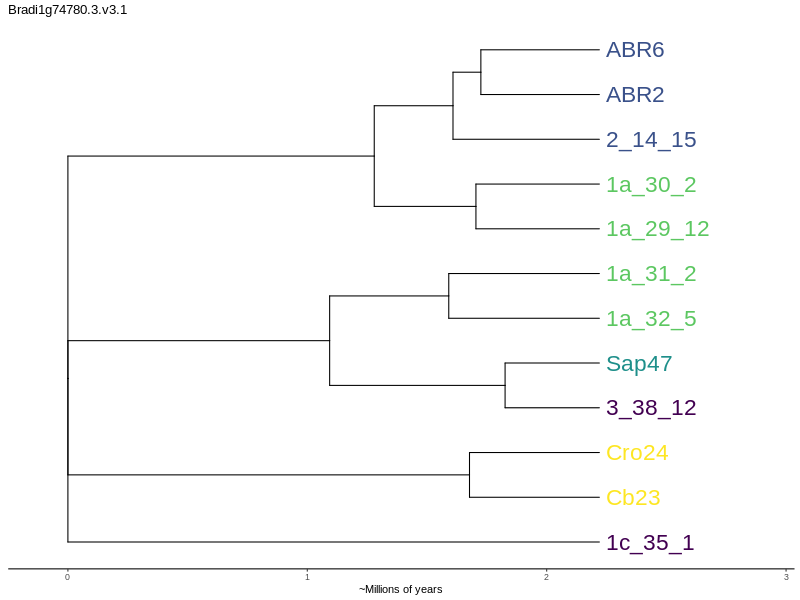 Bradi1g74780.3.v3.1
ABR6
ABR2
2_14_15
1a_30_2
1a_29_12
1a_31_2
1a_32_5
Sap47
3_38_12
Cro24
Cb23
1c_35_1
0 1 2 3
~Millions of years